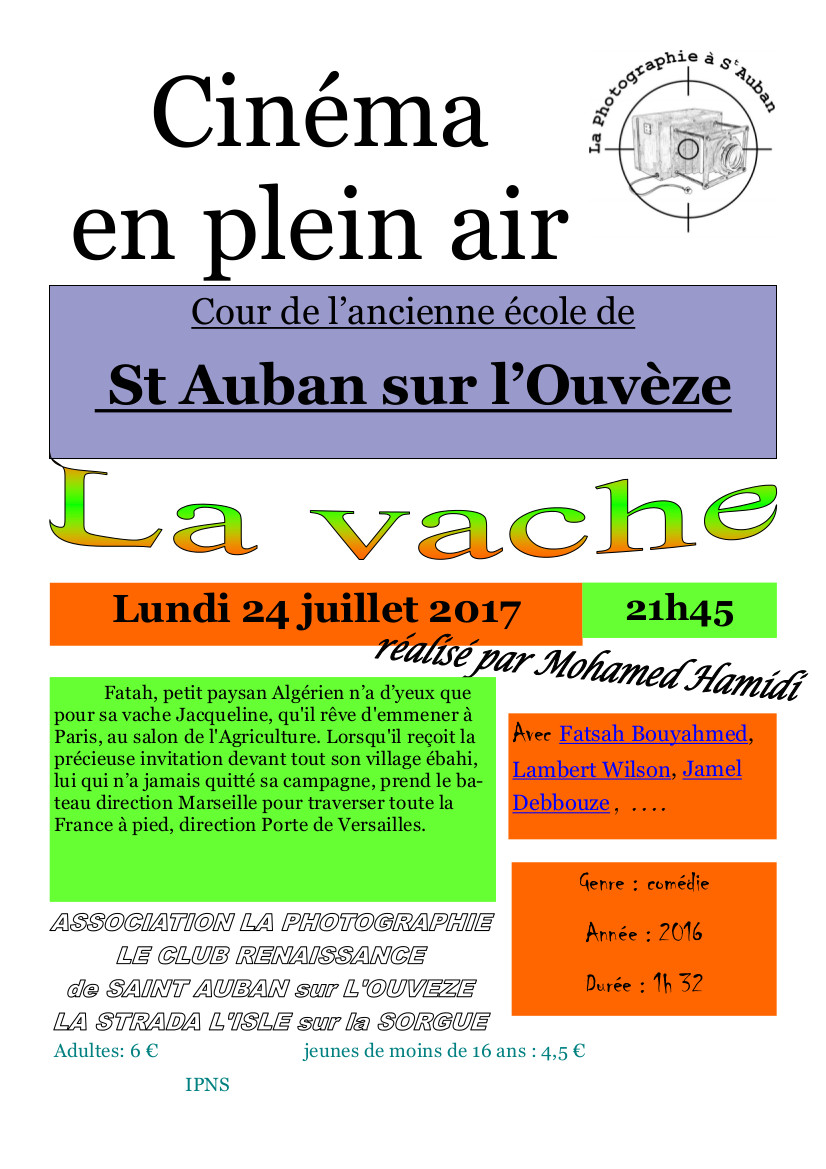 Cinéma
en plein air
La Photographie à St Auban
Cour de l’ancienne école de
St Auban sur l’Ouvèze
La vache
Lundi 24 juillet 2017
21h45
réalisé par Mohamed Hamidi
Fatah, petit paysan Algérien n’a d’yeux que
pour sa vache Jacqueline, qu'il rêve d'emmener à
Paris, au salon de l'Agriculture. Lorsqu'il reçoit la
précieuse invitation devant tout son village ébahi,
lui qui n’a jamais quitté sa campagne, prend le ba-
teau direction Marseille pour traverser toute la
France à pied, direction Porte de Versailles.
Avec Fatsah Bouyahmed,
Lambert Wilson, Jamel
Debbouze , ....
Genre : comédie
Année : 2016
Durée : 1h 32
ASSOCIATION LA PHOTOGRAPHIE
LE CLUB RENAISSANCE
de SAINT AUBAN sur L'OUVEZE
LA STRADA L'ISLE sur la SORGUE
Adultes: 6 € jeunes de moins de 16 ans : 4,5 €
IPNS